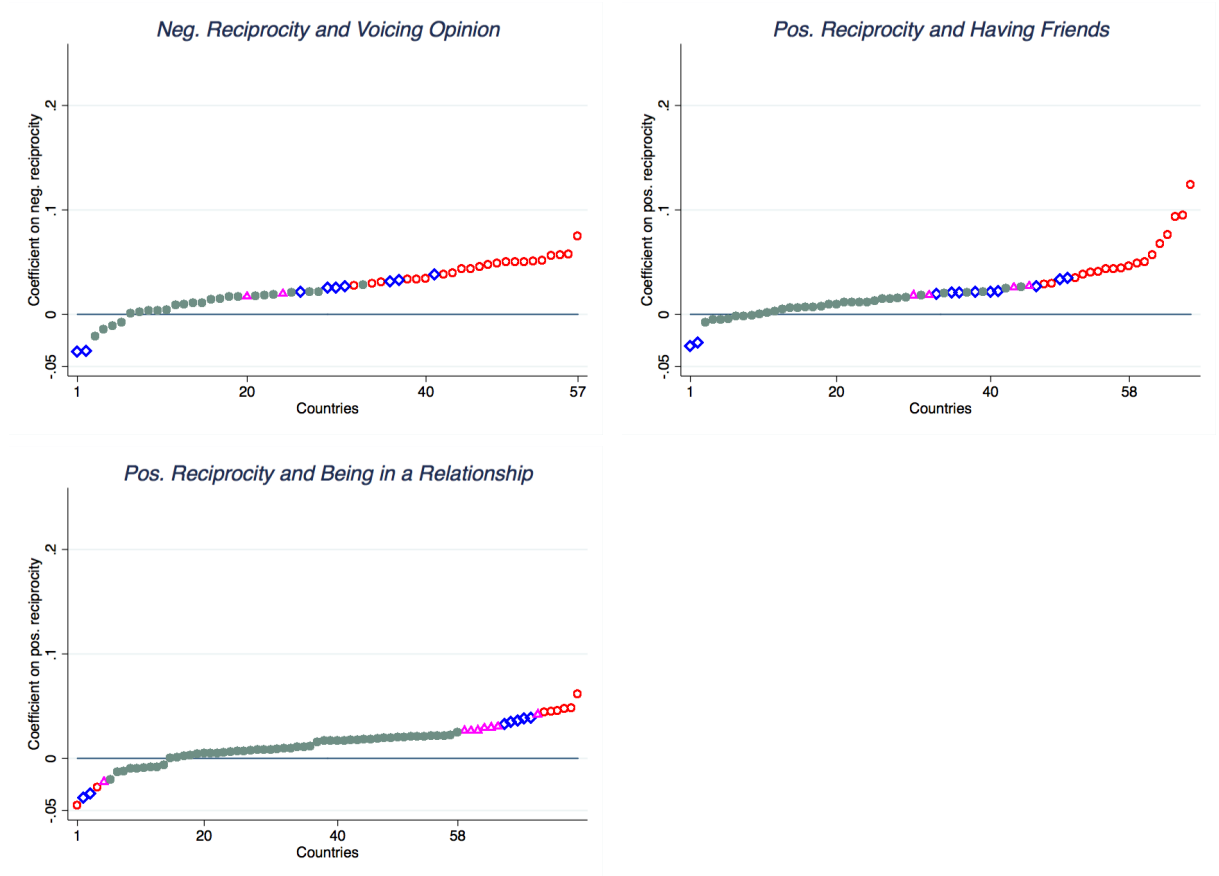 Neg. Reciprocity and Voicing Opinion
Coefficient on neg. reciprocity
.2
.1
0
-.05
1
20
40
57
Countries
Pos. Reciprocity and Having Friends
Coefficient on pos. reciprocity
.2
.1
0
-.05
1
20
40
58
Countries
Pos. Reciprocity and Being in a Relationship
Coefficient on pos. reciprocity
.2
.1
0
-.05
1
20
40
58
Countries